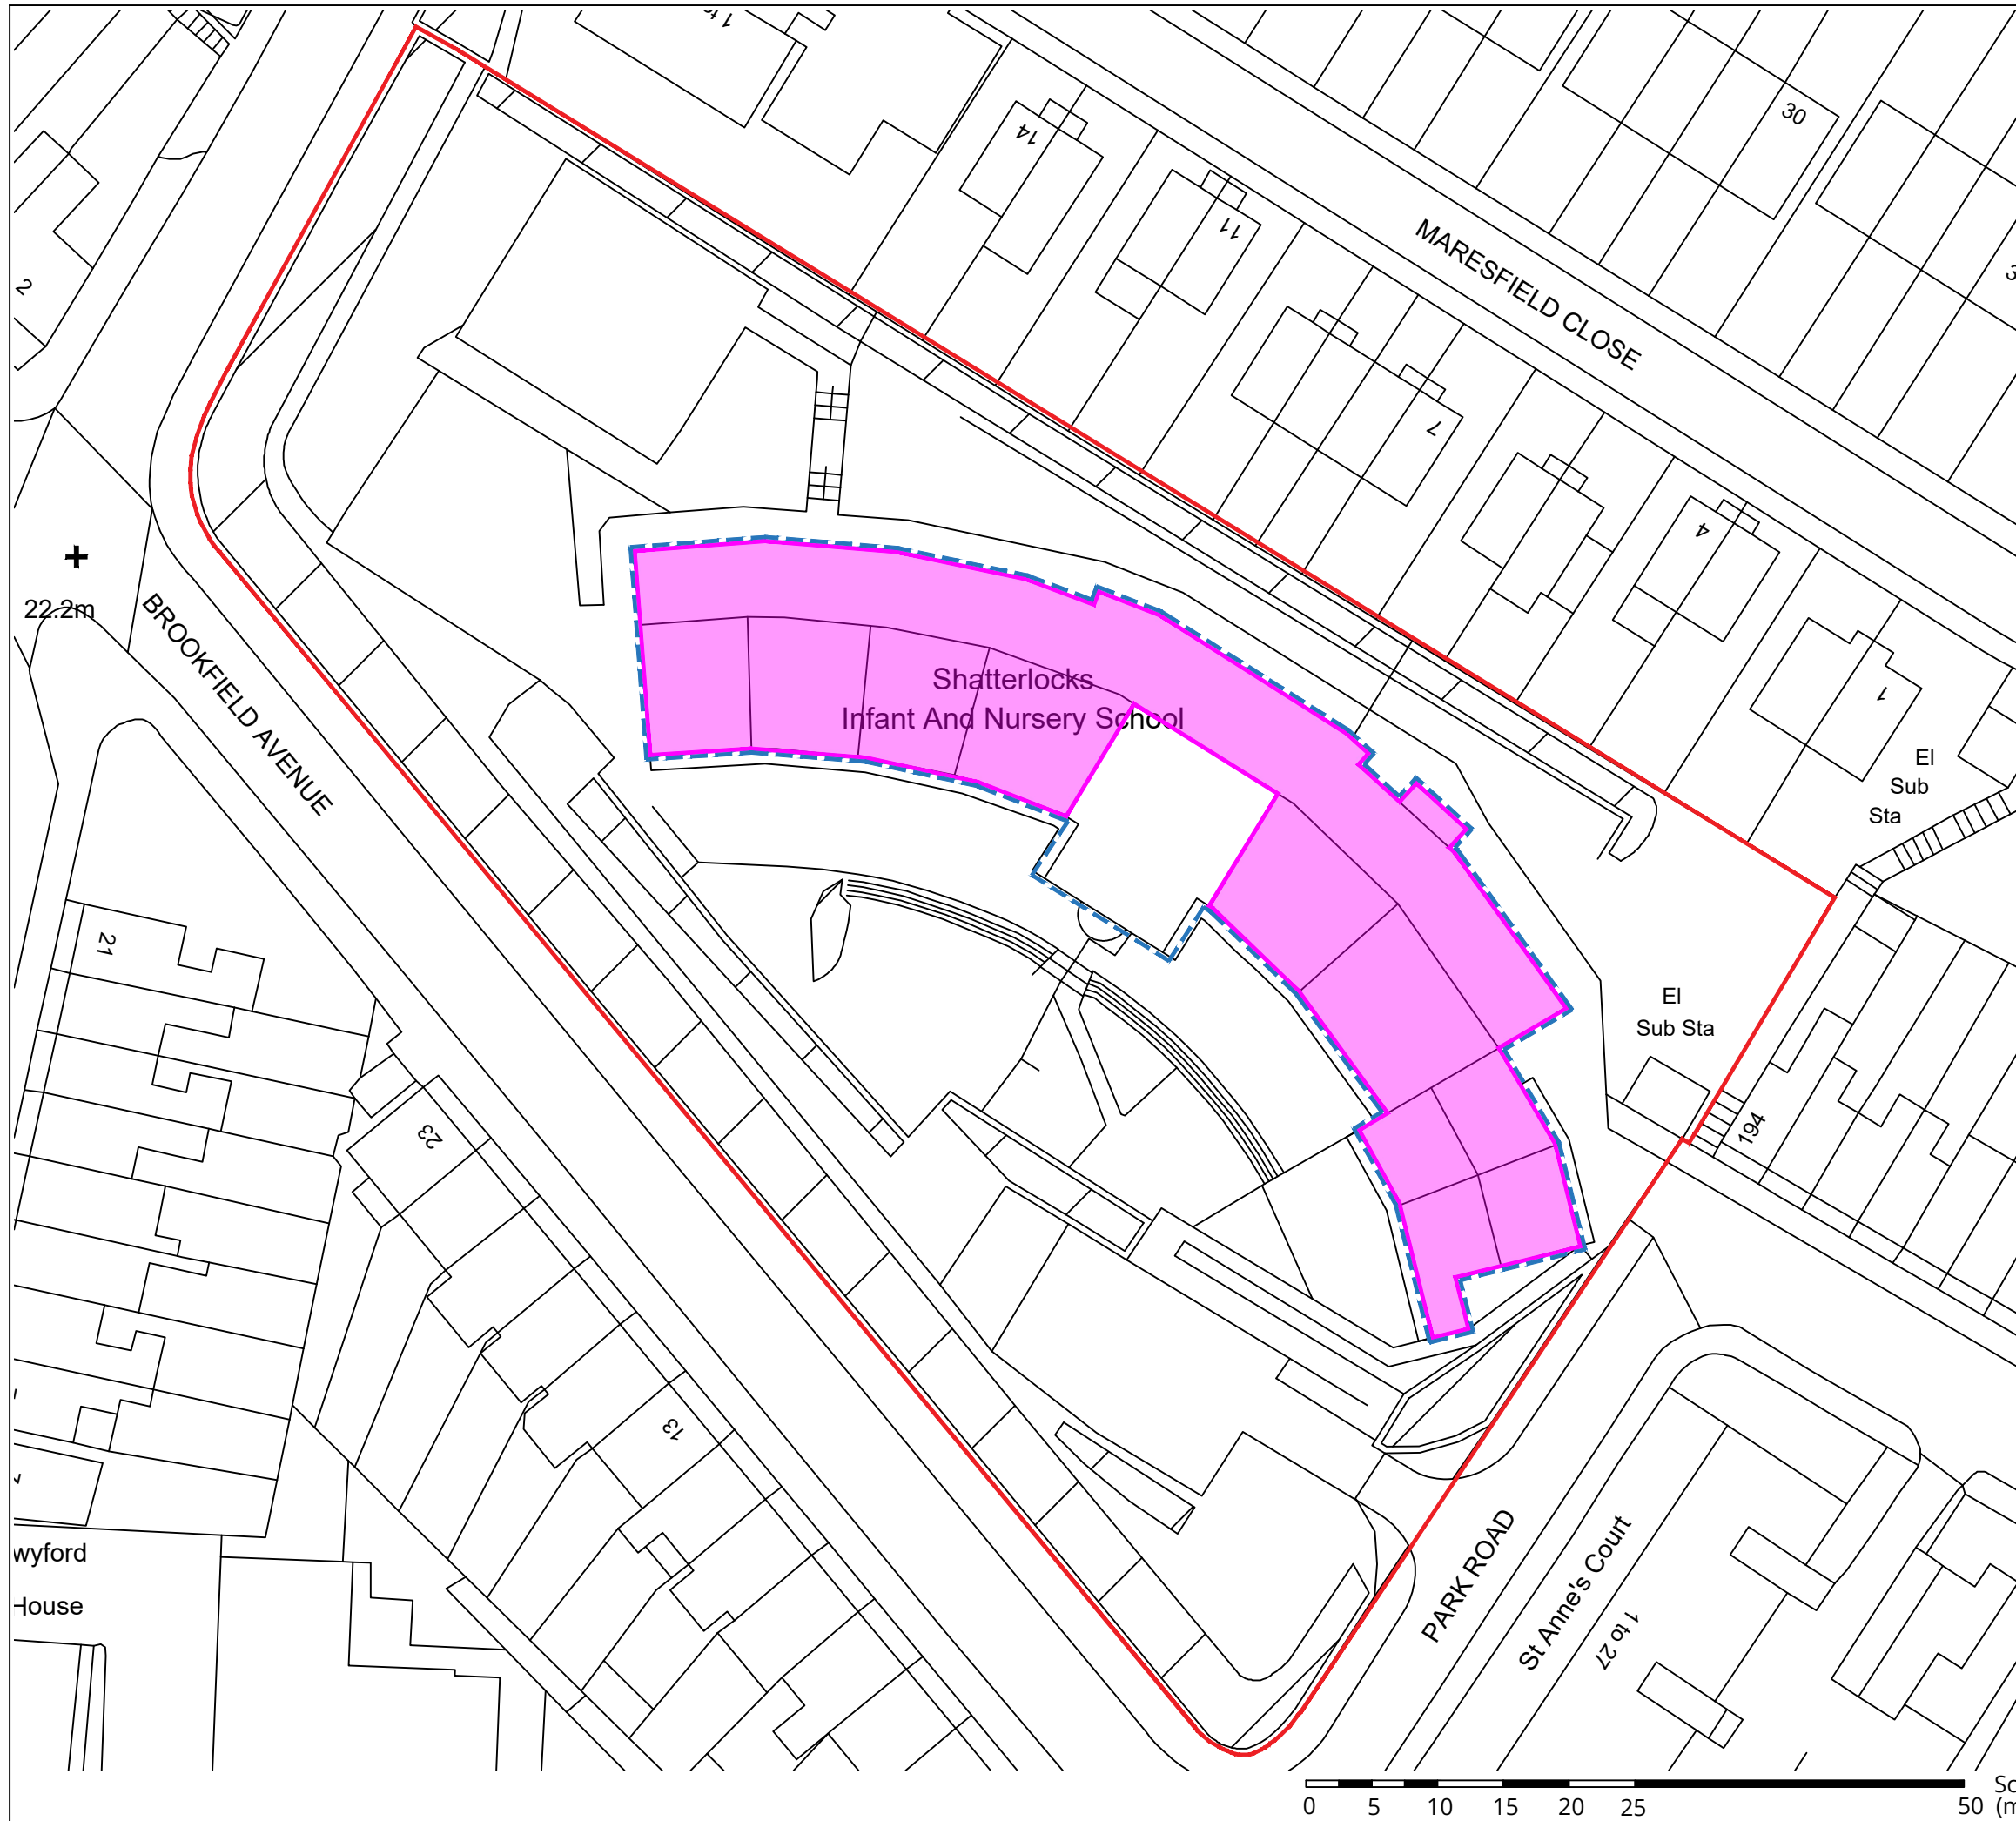 30
14
11
MARESFIELD CLOSE
2
7
4
22.2m
BROOKFIELD AVENUE
Shatterlocks
Infant And Nursery School
1
El
Sub
Sta
21
El
Sub Sta
194
23
13
wyford
House
PARK ROAD
St Anne's Court
1 to 27
0 5 10 15 20 25 50